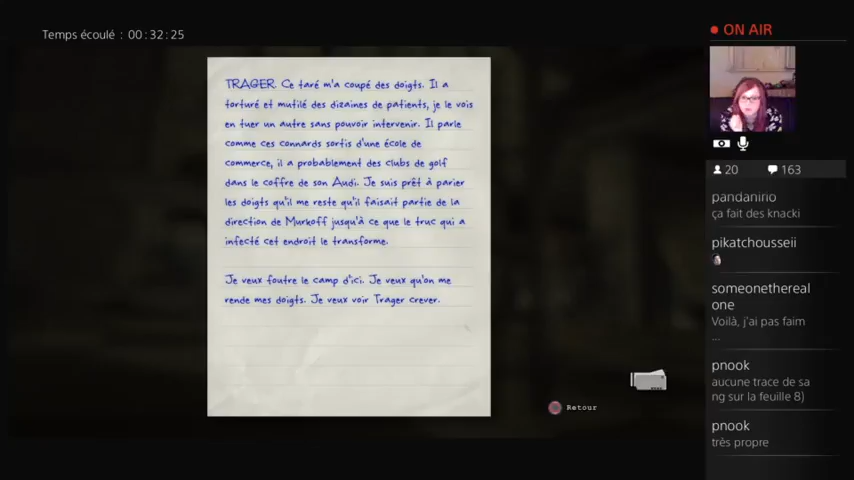 Temps écoulé : 00:32:25
TRAGER. Ce taré m'a coupé des doigts. Il a
torturé et mutilé des dizaines de patients, je le vois
en tuer un autre sans pouvoir intervenir. Il parle
comme ces connards sortis d'une école de
commerce, il a probablement des clubs de golf
dans le coffre de son Audi. Je suis prêt à parier
les doigts qu'il me reste qu'il faisait partie de la
direction de Murkoff jusqu'à ce que le truc qui a
infecté cet endroit le transforme.
Je veux foutre le camp d'ici. Je veux qu'on me
rende mes doigts. Je veux voir Trager crever.
Retour
ON AIR
20 163
pandanirio
ça fait des knacki
pikatchousseii
someonethereal
one
Voilà, j'ai pas faim
...
pnook
aucune trace de sa
ng sur la feuille 8)
pnook
très propre